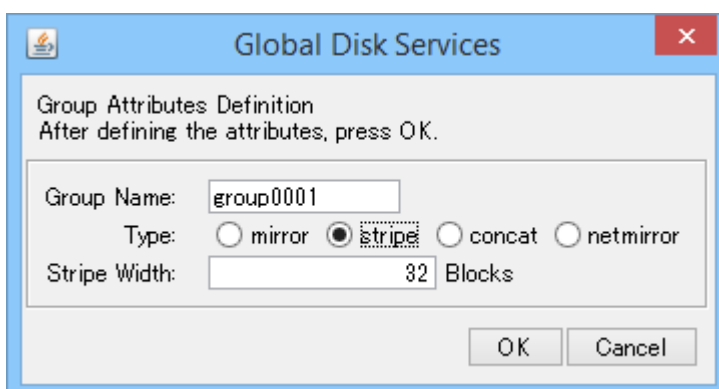 Global Disk Services
Group Attributes Definition
After defining the attributes, press OK.
Group Name: group0001
Type: mirror stripe concat netmirror
Stripe Width: 32 Blocks
OK Cancel